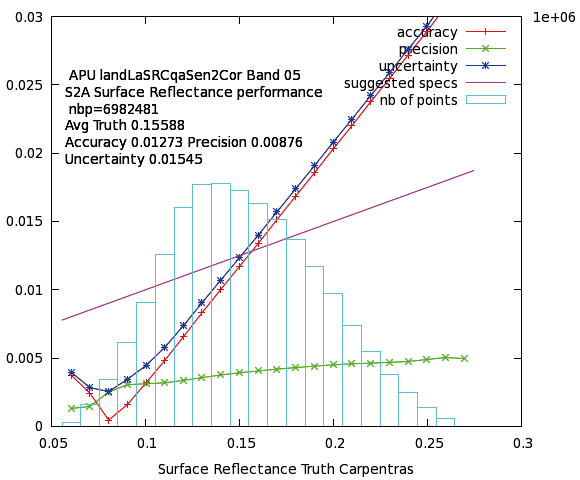 0.03
1e+06
accuracy
precision
uncertainty
suggested specs
nb of points
APU landLaSRCqaSen2Cor Band 05
S2A Surface Reflectance performance
nbp=6982481
Avg Truth 0.15588
Accuracy 0.01273 Precision 0.00876
Uncertainty 0.01545
0.025
0.02
0.015
0.01
0.005
0
0.05 0.1 0.15 0.2 0.25 0.3
Surface Reflectance Truth Carpentras